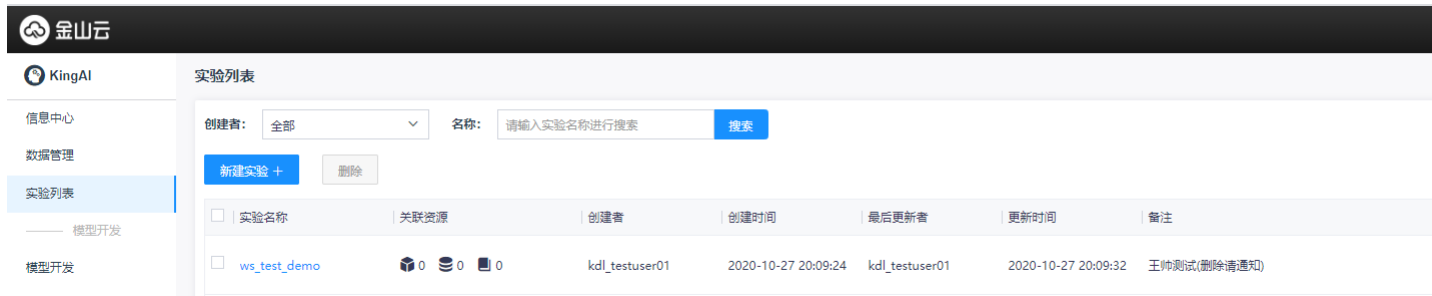 金山云
KingAI
信息中心
数据管理
实验列表
模型开发
模型开发
实验列表
创建者: 全部 名称: 请输入实验名称进行搜索 搜索
新建实验 + 删除
实验名称 关联资源 创建者 创建时间 最后更新者 更新时间 备注
ws_test_demo 0 0 0 kdl_testuser01 2020-10-27 20:09:24 kdl_testuser01 2020-10-27 20:09:32 王帅测试(删除请通知)